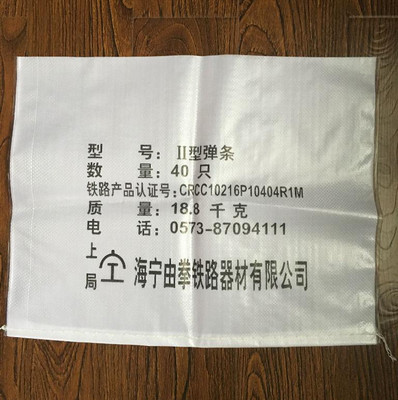 型 号：Ⅱ型弹条
数 量：40 只
铁路产品认证号：CRCC10216P10404R1M
质 量：18.8 千 克
电 话：0573-87094111
上局 海宁由拳铁路器材有限公司